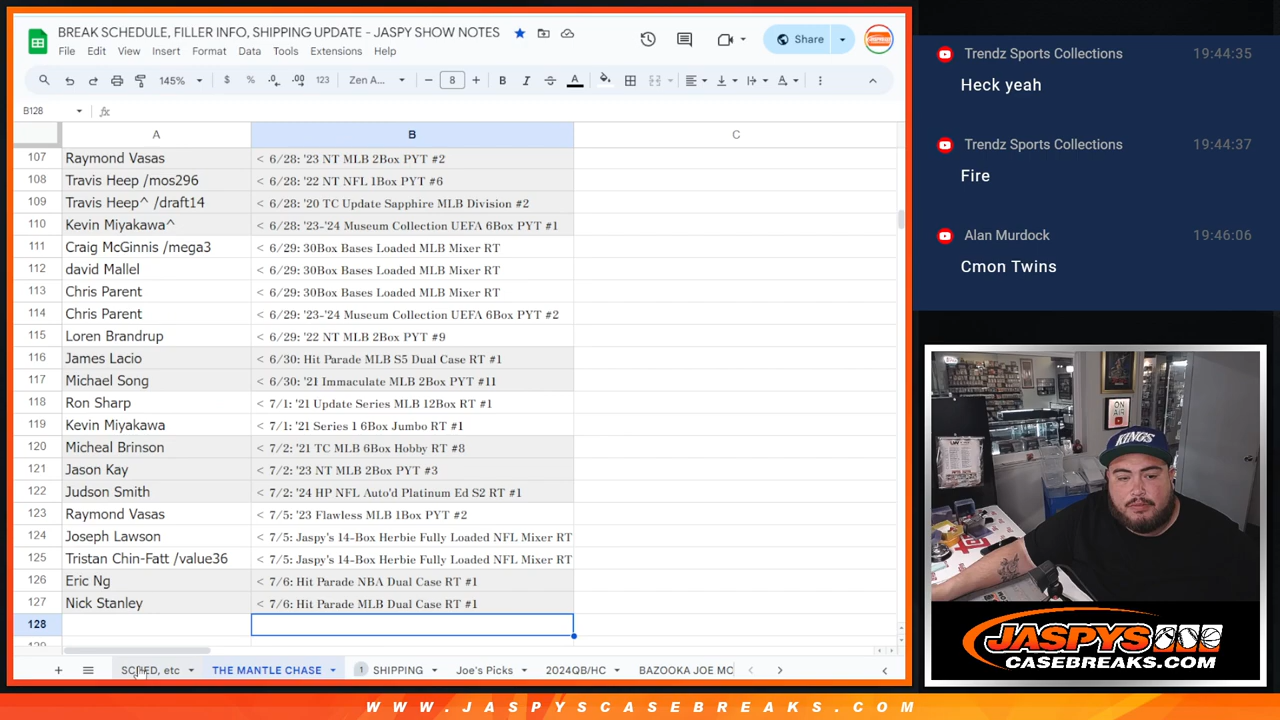 BREAK SCHEDULE, FILLER INFO, SHIPPING UPDATE - JASPY SHOW NOTES
File Edit View Insert Format Data Tools Extensions Help
Share
145% $ % .0 .00 123 Zen A... 8 B I A
B128 fx
A B C
107 Raymond Vasas < 6/28: '23 NT MLB 2Box PYT #2
108 Travis Heep /mos296 < 6/28: '22 NT NFL 1Box PYT #6
109 Travis Heep^ /draft14 < 6/28: '20 TC Update Sapphire MLB Division #2
110 Kevin Miyakawa^ < 6/28: '23-'24 Museum Collection UEFA 6Box PYT #1
111 Craig McGinnis /mega3 < 6/29: 30Box Bases Loaded MLB Mixer RT
112 david Mallel < 6/29: 30Box Bases Loaded MLB Mixer RT
113 Chris Parent < 6/29: 30Box Bases Loaded MLB Mixer RT
114 Chris Parent < 6/29: '23-'24 Museum Collection UEFA 6Box PYT #2
115 Loren Brandrup < 6/29: '22 NT MLB 2Box PYT #9
116 James Lacio < 6/30: Hit Parade MLB S5 Dual Case RT #1
117 Michael Song < 6/30: '21 Immaculate MLB 2Box PYT #11
118 Ron Sharp < 7/1: '21 Update Series MLB 12Box RT #1
119 Kevin Miyakawa < 7/1: '21 Series 1 6Box Jumbo RT #1
120 Micheal Brinson < 7/2: '21 TC MLB 6Box Hobby RT #8
121 Jason Kay < 7/2: '23 NT MLB 2Box PYT #3
122 Judson Smith < 7/2: '24 HP NFL Auto'd Platinum Ed S2 RT #1
123 Raymond Vasas < 7/5: '23 Flawless MLB 1Box PYT #2
124 Joseph Lawson < 7/5: Jaspy's 14-Box Herbie Fully Loaded NFL Mixer RT
125 Tristan Chin-Fatt /value36 < 7/5: Jaspy's 14-Box Herbie Fully Loaded NFL Mixer RT
126 Eric Ng < 7/6: Hit Parade NBA Dual Case RT #1
127 Nick Stanley < 7/6: Hit Parade MLB Dual Case RT #1
128
SCHED, etc THE MANTLE CHASE 1 SHIPPING Joe's Picks 2024QB/HC BAZOOKA JOE MC
Trendz Sports Collections 19:44:35
Heck yeah
Trendz Sports Collections 19:44:37
Fire
Alan Murdock 19:46:06
Cmon Twins
ON AIR
KINGS
JASPYS
CASEBREAKS.COM
WWW.JASPYSCASEBREAKS.COM